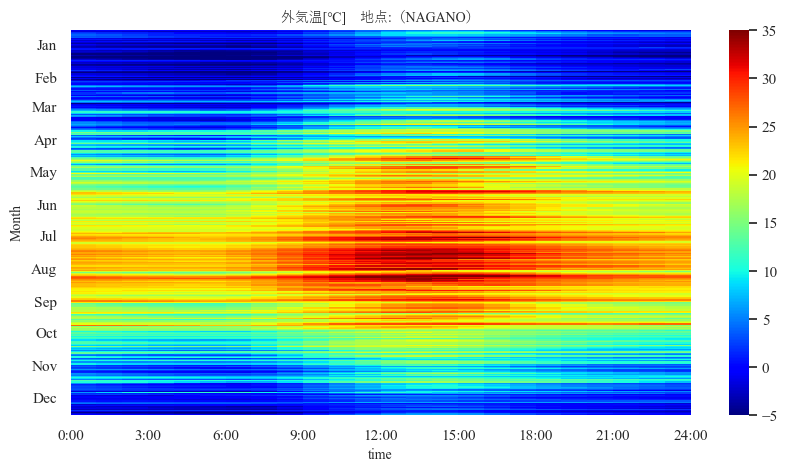 外気温[℃]　地点:（NAGANO）
Jan
Feb
Mar
Apr
May
Jun
Jul
Aug
Sep
Oct
Nov
Dec
Month
0:00 3:00 6:00 9:00 12:00 15:00 18:00 21:00 24:00
time
35
30
25
20
15
10
5
0
−5